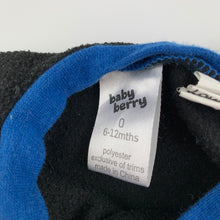 baby
berry
0
6-12mths
polyester
exclusive of trims
made in China